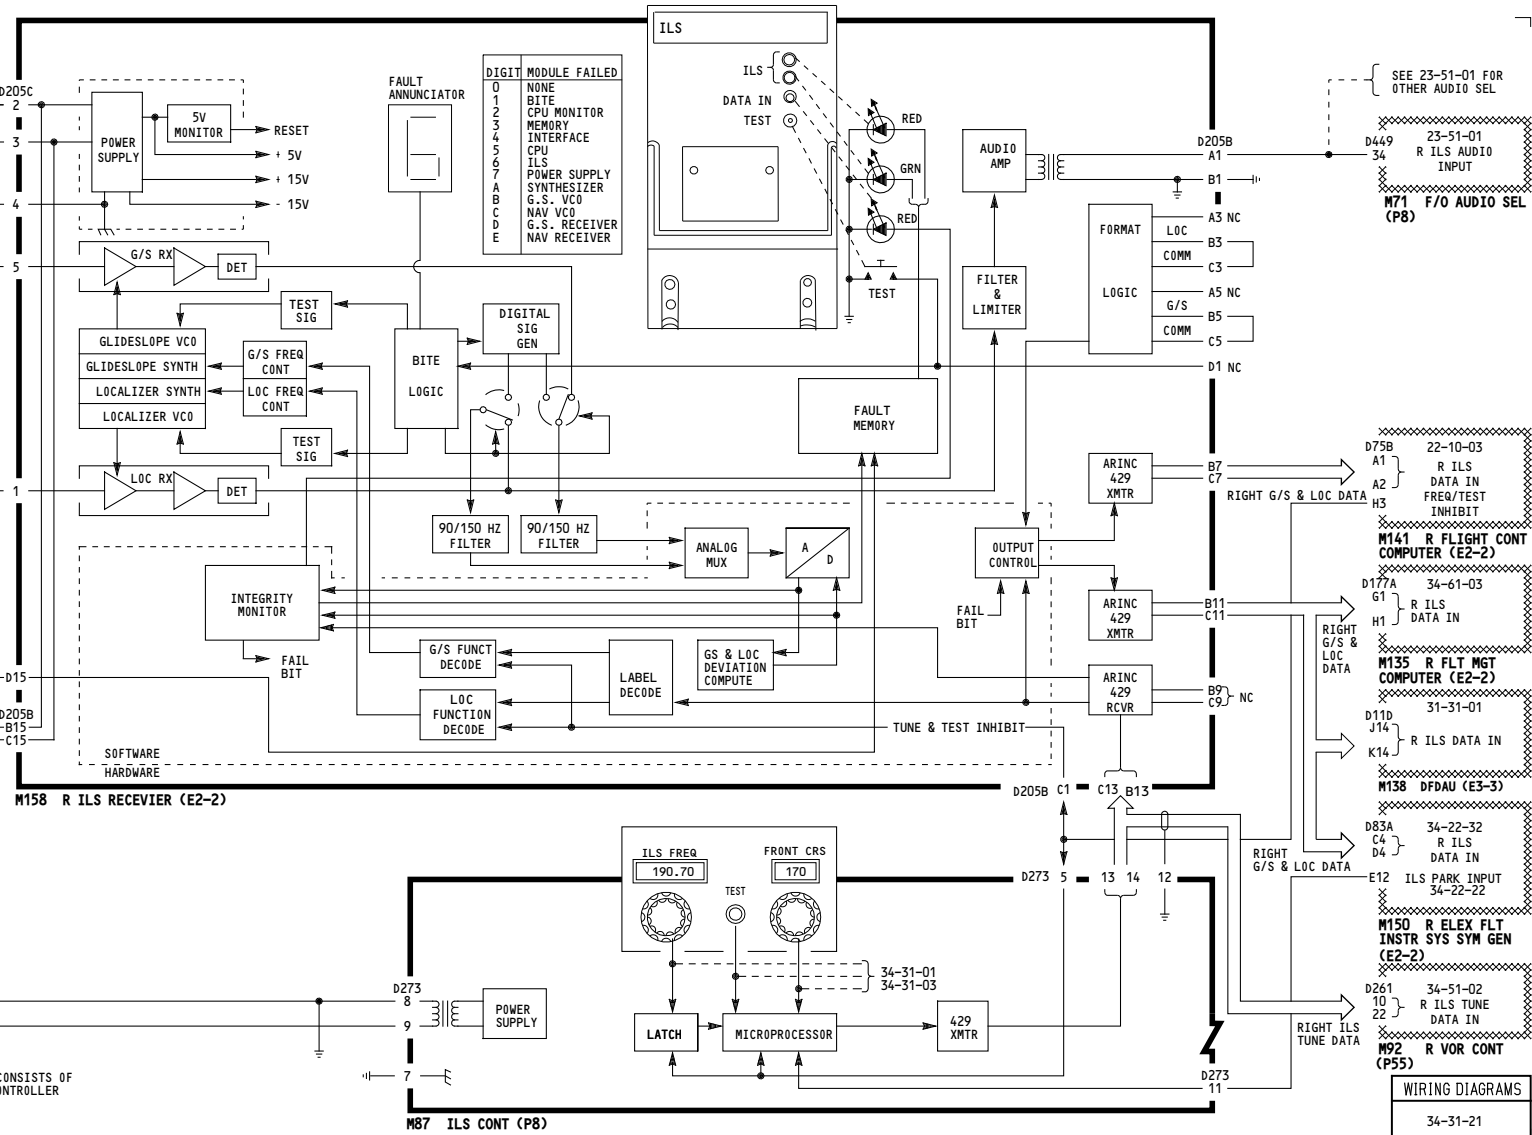 ILS
ILS
DATA IN
TEST
RED
GRN
RED
TEST
FAULT
ANNUNCIATOR
6
DIGIT MODULE FAILED
0 NONE
1 BITE
2 CPU MONITOR
3 MEMORY
4 INTERFACE
5 CPU
6 ILS
7 POWER SUPPLY
A SYNTHESIZER
B G.S. VCO
C NAV VCO
D G.S. RECEIVER
E NAV RECEIVER
D205C
2
3
4
5
1
D15
D205B
B15
C15
POWER
SUPPLY
5V
MONITOR
RESET
+ 5V
+ 15V
- 15V
G/S RX
DET
TEST
SIG
GLIDESLOPE VCO
GLIDESLOPE SYNTH
LOCALIZER SYNTH
LOCALIZER VCO
G/S FREQ
CONT
LOC FREQ
CONT
TEST
SIG
LOC RX
DET
BITE
LOGIC
DIGITAL
SIG
GEN
90/150 HZ
FILTER
90/150 HZ
FILTER
ANALOG
MUX
A
D
FAULT
MEMORY
AUDIO
AMP
FILTER
&
LIMITER
FORMAT
LOGIC
D205B
A1
B1
A3 NC
LOC
B3
COMM
C3
A5 NC
G/S
B5
COMM
C5
D1 NC
ARINC
429
XMTR
B7
C7
OUTPUT
CONTROL
FAIL
BIT
ARINC
429
XMTR
B11
C11
ARINC
429
RCVR
B9
C9
NC
INTEGRITY
MONITOR
FAIL
BIT
G/S FUNCT
DECODE
LOC
FUNCTION
DECODE
LABEL
DECODE
GS & LOC
DEVIATION
COMPUTE
TUNE & TEST INHIBIT
SOFTWARE
HARDWARE
M158 R ILS RECEVIER (E2-2)
D205B C1 C13 B13
SEE 23-51-01 FOR
OTHER AUDIO SEL
D449
34
23-51-01
R ILS AUDIO
INPUT
M71 F/O AUDIO SEL
(P8)
RIGHT G/S & LOC DATA
D75B
A1
A2
H3
22-10-03
R ILS
DATA IN
FREQ/TEST
INHIBIT
M141 R FLIGHT CONT
COMPUTER (E2-2)
D177A
G1
H1
34-61-03
R ILS
DATA IN
M135 R FLT MGT
COMPUTER (E2-2)
RIGHT
G/S &
LOC
DATA
D11D
J14
K14
31-31-01
R ILS DATA IN
M138 DFDAU (E3-3)
RIGHT
G/S & LOC DATA
D83A
C4
D4
E12
34-22-32
R ILS
DATA IN
ILS PARK INPUT
34-22-22
M150 R ELEX FLT
INSTR SYS SYM GEN
(E2-2)
D261
10
22
34-51-02
R ILS TUNE
DATA IN
RIGHT ILS
TUNE DATA
M92 R VOR CONT
(P55)
D273 5 13 14 12
ILS FREQ
190.70
FRONT CRS
170
TEST
34-31-01
34-31-03
D273
8
9
7
POWER
SUPPLY
LATCH
MICROPROCESSOR
429
XMTR
D273
11
M87 ILS CONT (P8)
CONSISTS OF
WIRING DIAGRAMS
34-31-21